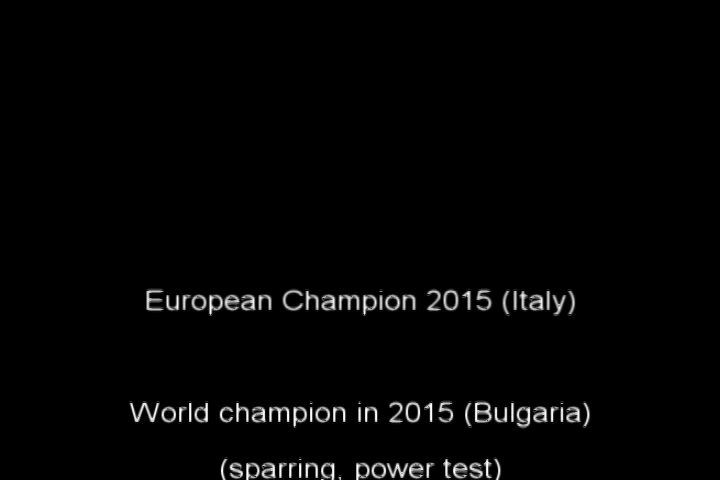 European Champion 2015 (Italy)
World champion in 2015 (Bulgaria)
(sparring, power test)